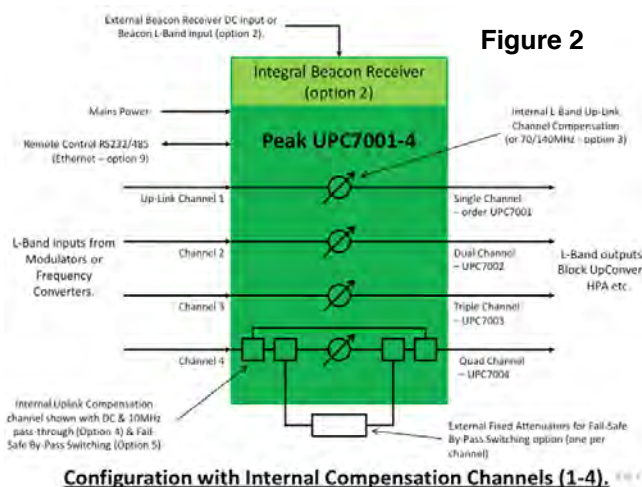 External Beacon Receiver DC input or
Beacon L-Band input (option 2).
Figure 2
Integral Beacon Receiver
(option 2)
Mains Power
Remote Control RS232/485
(Ethernet – option 9)
Peak UPC7001-4
Internal L Band Up-Link
Channel Compensation
(or 70/140MHz - option 3)
Up-Link Channel 1
Single Channel
– order UPC7001
L-Band inputs from
Modulators or
Frequency
Converters.
Channel 2
Dual Channel
– UPC7002
L-Band outputs
Block UpConverter
HPA etc.
Channel 3
Triple Channel
– UPC7003
Channel 4
Quad Channel
– UPC7004
Internal Uplink Compensation
channel shown with DC & 10MHz
pass-through (Option 4) & Fail-
Safe By-Pass Switching (Option 5)
External Fixed Attenuators for Fail-Safe
By-Pass Switching option (one per
channel)
Configuration with Internal Compensation Channels (1-4).